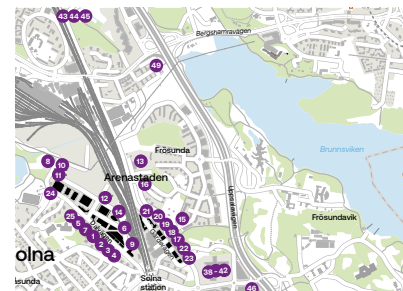 43 44 45
Bergshamravägen
49
Brunnsviken
Frösunda
8
10
13
11
Arenastaden
16
24
12
Uppsalavägen
14
21
20
15
25
19
Frösundavik
5
6
18
7
17
1
2
9
22
3
4
23
olna
38 - 42
åsunda
Solna
station
46